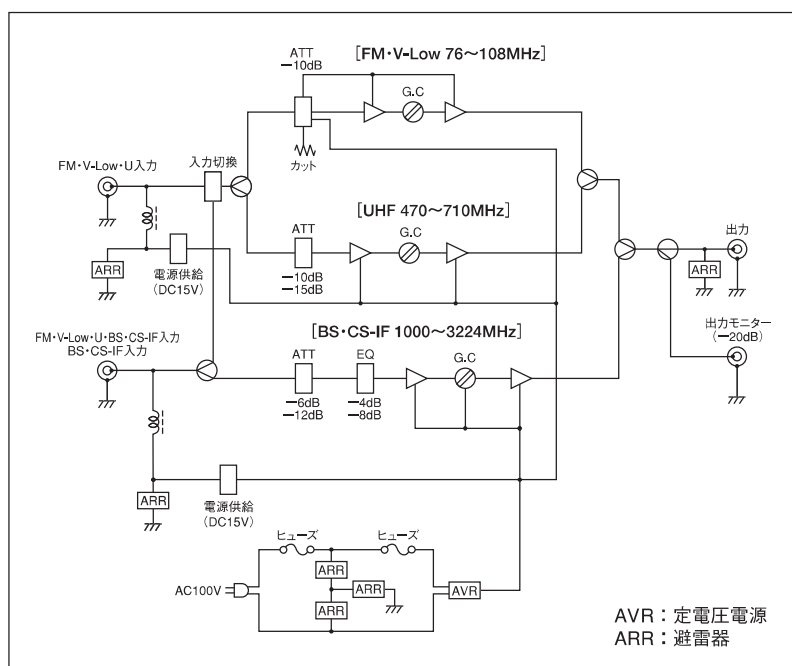 ATT
−10dB
[FM・V-Low 76〜108MHz]
G.C
カット
FM・V-Low・U入力
入力切換
[UHF 470〜710MHz]
ATT
G.C
−10dB
−15dB
ARR
電源供給
(DC15V)
出力
ARR
出力モニター
(−20dB)
FM・V-Low・U・BS・CS-IF入力
BS・CS-IF入力
[BS・CS-IF 1000〜3224MHz]
ATT
EQ
G.C
−6dB
−12dB
−4dB
−8dB
ARR
電源供給
(DC15V)
ヒューズ
ヒューズ
ARR
AC100V
ARR
AVR
ARR
AVR：定電圧電源
ARR：避雷器